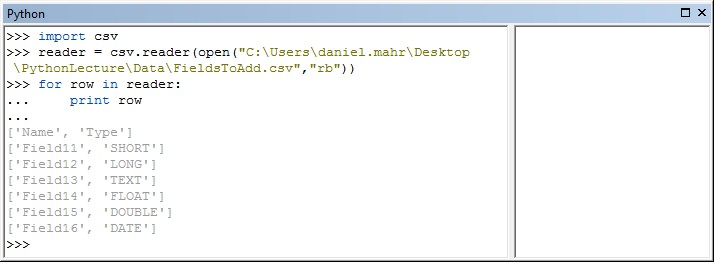 Python
>>> import csv
>>> reader = csv.reader(open("C:\Users\daniel.mahr\Desktop
\PythonLecture\Data\FieldsToAdd.csv","rb"))
>>> for row in reader:
...     print row
...
['Name', 'Type']
['Field11', 'SHORT']
['Field12', 'LONG']
['Field13', 'TEXT']
['Field14', 'FLOAT']
['Field15', 'DOUBLE']
['Field16', 'DATE']
>>>